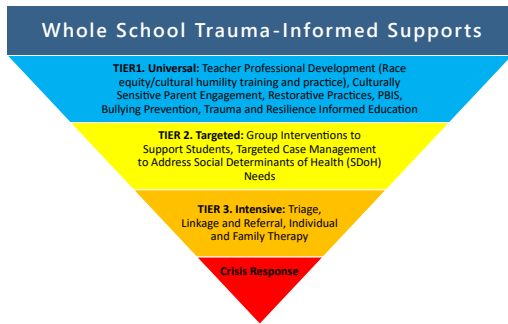 Whole School Trauma-Informed Supports
TIER1. Universal: Teacher Professional Development (Race
equity/cultural humility training and practice), Culturally
Sensitive Parent Engagement, Restorative Practices, PBIS,
Bullying Prevention, Trauma and Resilience Informed Education
TIER 2. Targeted: Group Interventions to
Support Students, Targeted Case Management
to Address Social Determinants of Health (SDoH)
Needs
TIER 3. Intensive: Triage,
Linkage and Referral, Individual
and Family Therapy
Crisis Response